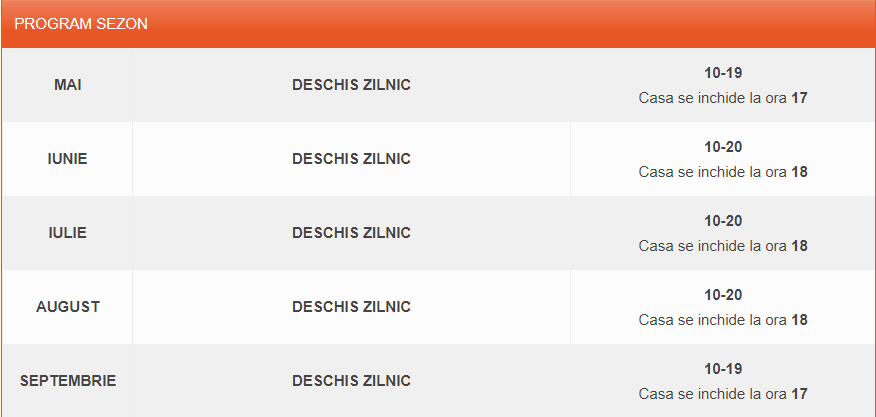 PROGRAM SEZON
MAI
DESCHIS ZILNIC
10-19
Casa se inchide la ora 17
IUNIE
DESCHIS ZILNIC
10-20
Casa se inchide la ora 18
IULIE
DESCHIS ZILNIC
10-20
Casa se inchide la ora 18
AUGUST
DESCHIS ZILNIC
10-20
Casa se inchide la ora 18
SEPTEMBRIE
DESCHIS ZILNIC
10-19
Casa se inchide la ora 17